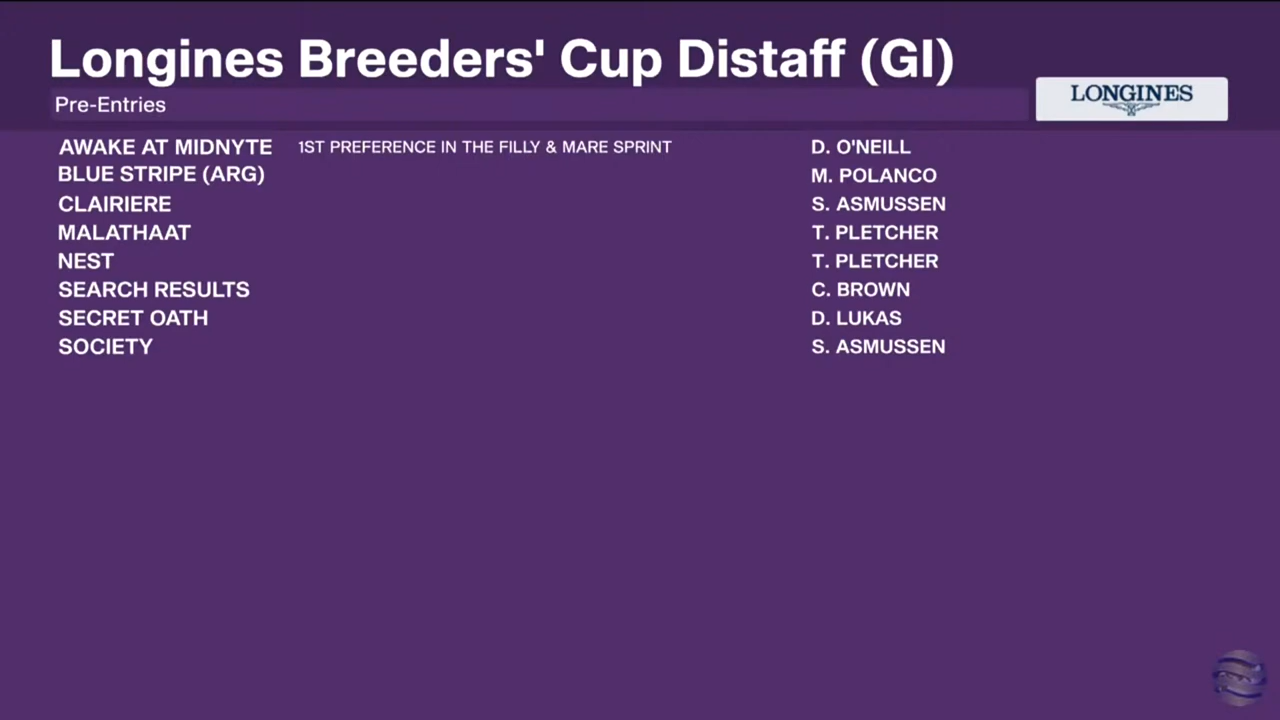 Longines Breeders' Cup Distaff (GI)
Pre-Entries
LONGINES
AWAKE AT MIDNYTE 1ST PREFERENCE IN THE FILLY & MARE SPRINT D. O'NEILL
BLUE STRIPE (ARG) M. POLANCO
CLAIRIERE S. ASMUSSEN
MALATHAAT T. PLETCHER
NEST T. PLETCHER
SEARCH RESULTS C. BROWN
SECRET OATH D. LUKAS
SOCIETY S. ASMUSSEN